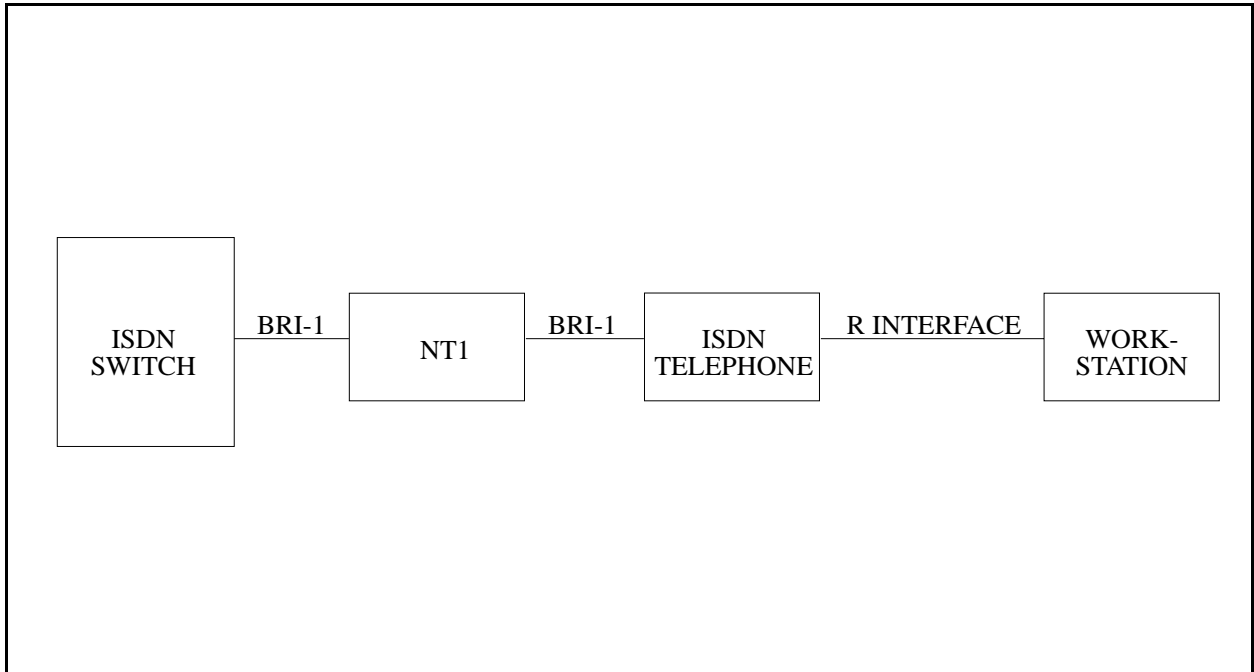 ISDN
SWITCH
BRI-1
NT1
BRI-1
ISDN
TELEPHONE
R INTERFACE
WORK-
STATION